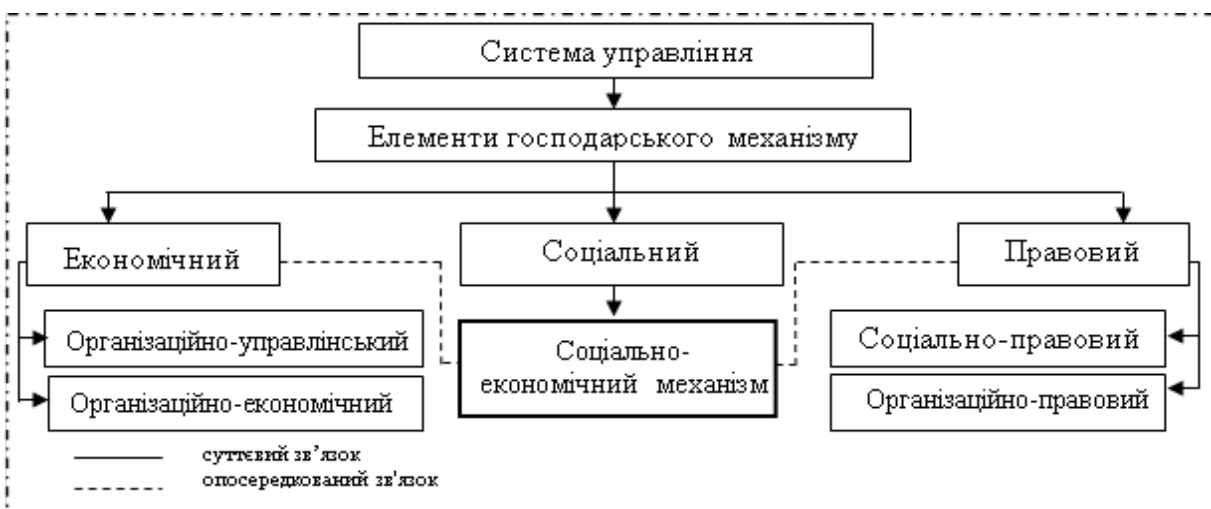 Система управління
Елементи господарського механізму
Економічний
Соціальний
Правовий
Організаційно-управлінський
Організаційно-економічний
Соціально-
економічний механізм
Соціально-правовий
Організаційно-правовий
суттєвий зв’язок
опосередкований зв'язок